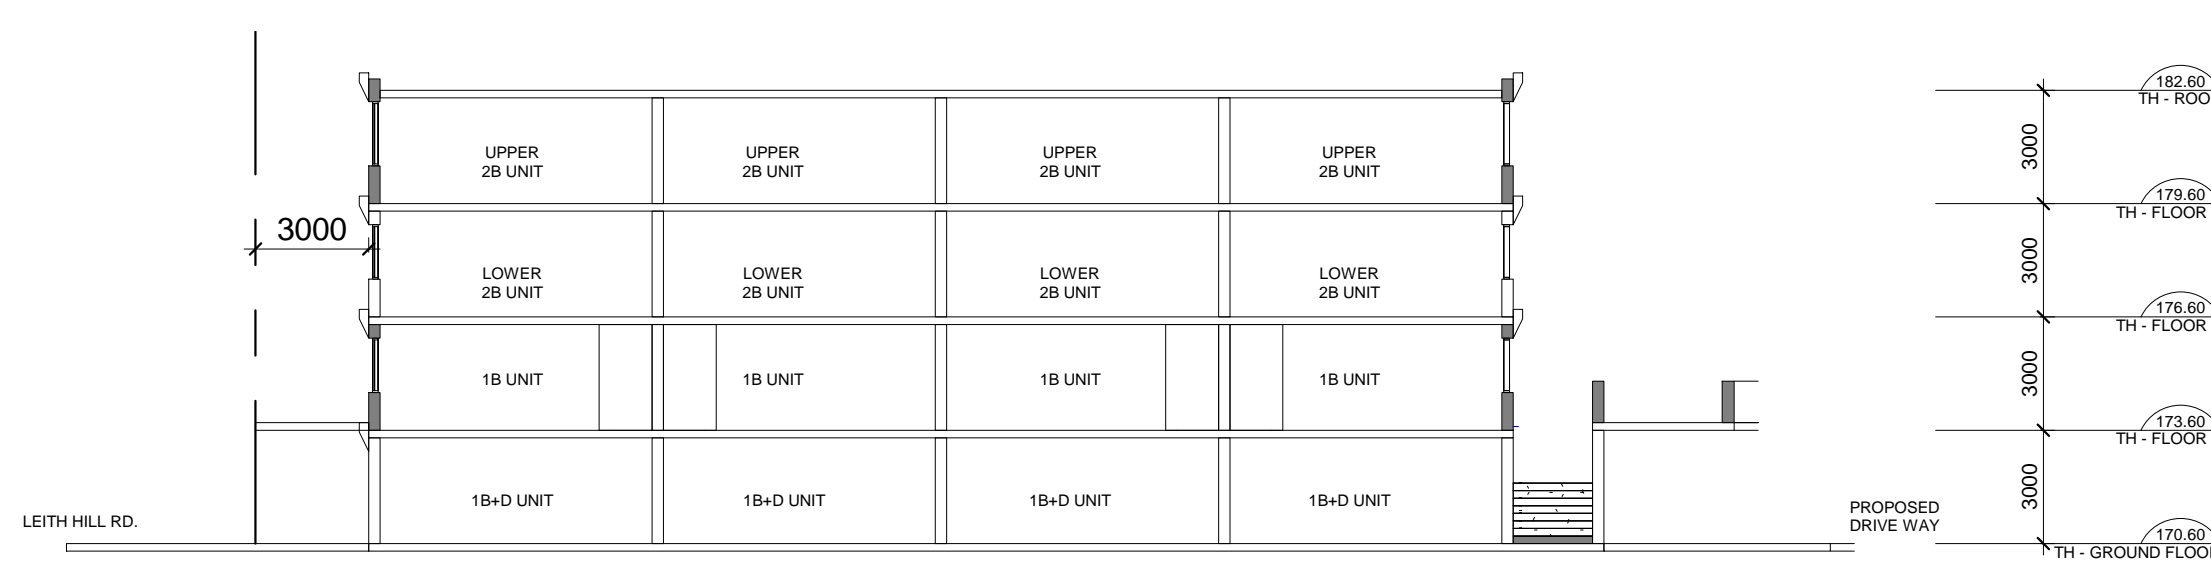 182.60
TH - ROO
3000
UPPER UPPER UPPER UPPER
2B UNIT 2B UNIT 2B UNIT 2B UNIT
179.60
TH - FLOOR
3000
3000
LOWER LOWER LOWER LOWER
2B UNIT 2B UNIT 2B UNIT 2B UNIT
176.60
TH - FLOOR
1B UNIT 1B UNIT 1B UNIT 1B UNIT
3000
173.60
TH - FLOOR
1B+D UNIT 1B+D UNIT 1B+D UNIT 1B+D UNIT
3000
LEITH HILL RD.
PROPOSED
DRIVE WAY
170.60
TH - GROUND FLOO